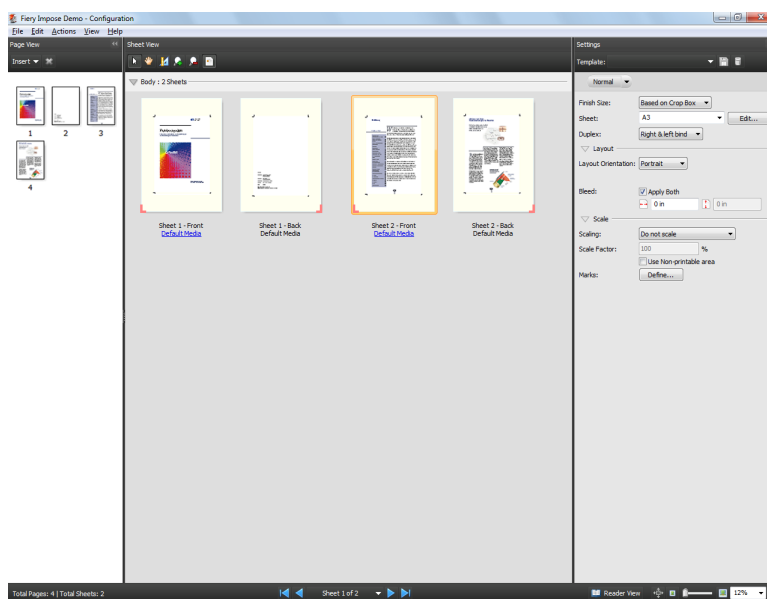 Fiery Impose Demo - Configuration
File Edit Actions View Help
Page View
Insert
1 2 3
4
Sheet View
Body : 2 Sheets
Sheet 1 - Front
Default Media
Sheet 1 - Back
Default Media
Sheet 2 - Front
Default Media
Sheet 2 - Back
Default Media
Settings
Template:
Normal
Finish Size: Based on Crop Box
Sheet: A3 Edit...
Duplex: Right & left bind
Layout
Layout Orientation: Portrait
Bleed: Apply Both
0 in 0 in
Scale
Scaling: Do not scale
Scale Factor: 100 %
Use Non-printable area
Marks: Define...
Total Pages: 4 | Total Sheets: 2
Sheet 1 of 2
Reader View
12%